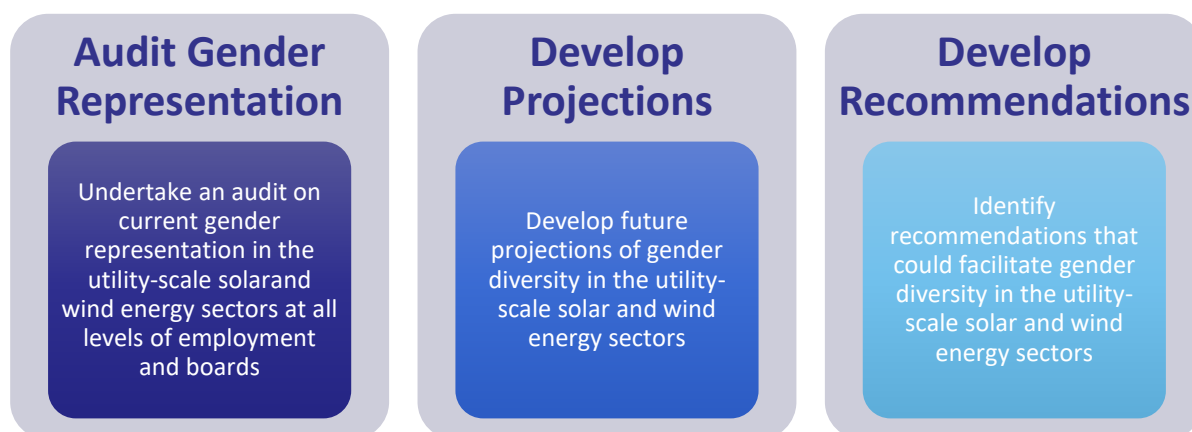 Audit Gender
Representation
Undertake an audit on
current gender
representation in the
utility-scale solarand
wind energy sectors at all
levels of employment
and boards
Develop
Projections
Develop future
projections of gender
diversity in the utility-
scale solar and wind
energy sectors
Develop
Recommendations
Identify
recommendations that
could facilitate gender
diversity in the utility-
scale solar and wind
energy sectors